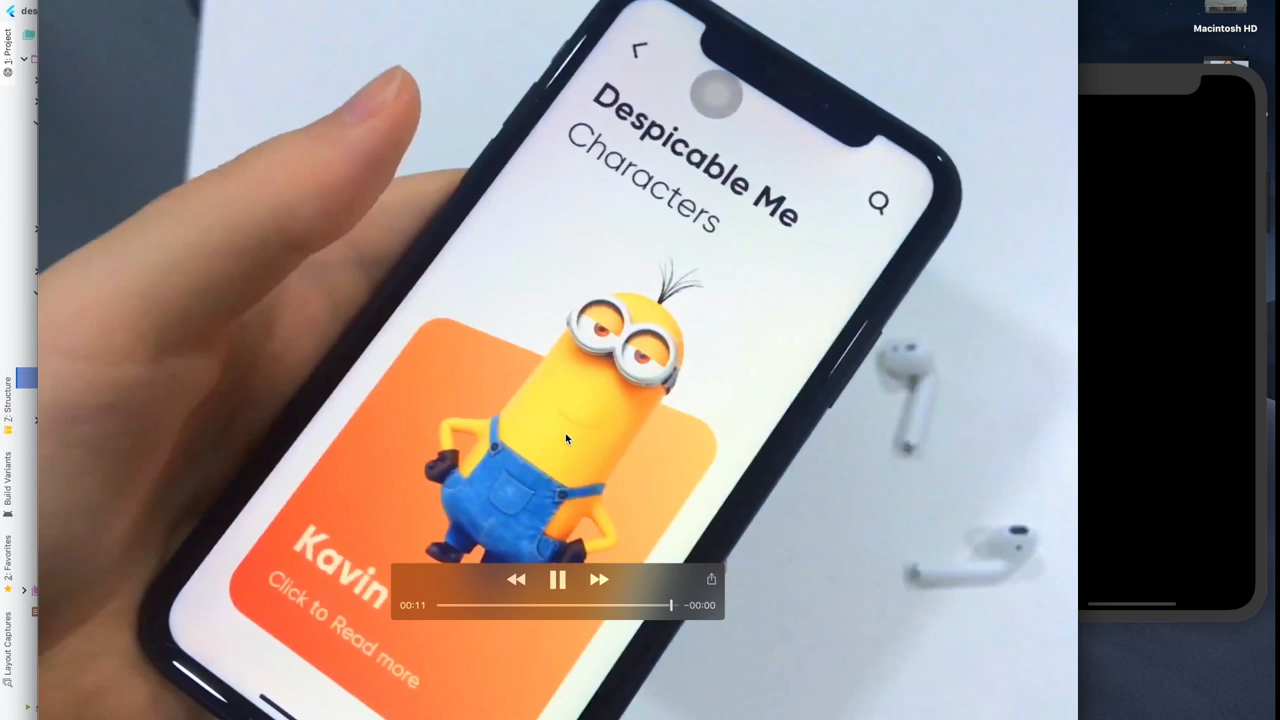 des
Macintosh HD
1: Project
Despicable Me
Characters
Z: Structure
Build Variants
2: Favorites
Layout Captures
Kavin
Click to Read more
00:11
-00:00